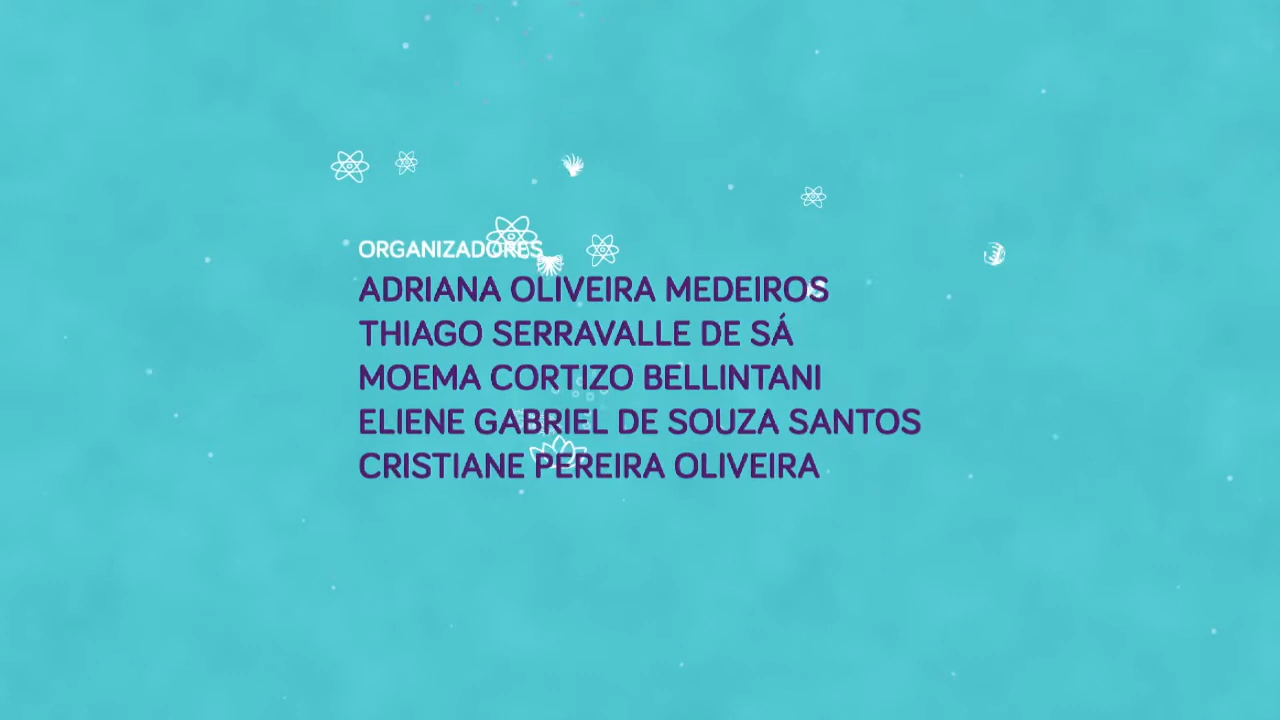 ORGANIZADORES
ADRIANA OLIVEIRA MEDEIROS
THIAGO SERRAVALLE DE SÁ
MOEMA CORTIZO BELLINTANI
ELIENE GABRIEL DE SOUZA SANTOS
CRISTIANE PEREIRA OLIVEIRA